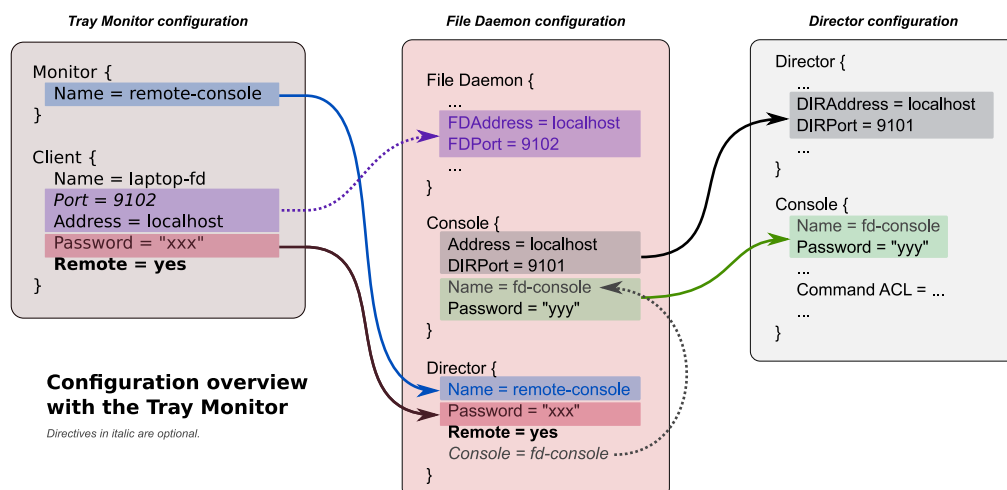 Tray Monitor configuration
Monitor {
Name = remote-console
}
Client {
Name = laptop-fd
Port = 9102
Address = localhost
Password = "xxx"
Remote = yes
}
Configuration overview
with the Tray Monitor
Directives in italic are optional.
File Daemon configuration
File Daemon {
...
FDAddress = localhost
FDPort = 9102
...
}
Console {
Address = localhost
DIRPort = 9101
Name = fd-console
Password = "yyy"
}
Director {
Name = remote-console
Password = "xxx"
Remote = yes
Console = fd-console
}
Director configuration
Director {
...
DIRAddress = localhost
DIRPort = 9101
...
}
Console {
Name = fd-console
Password = "yyy"
...
Command ACL = ...
...
}